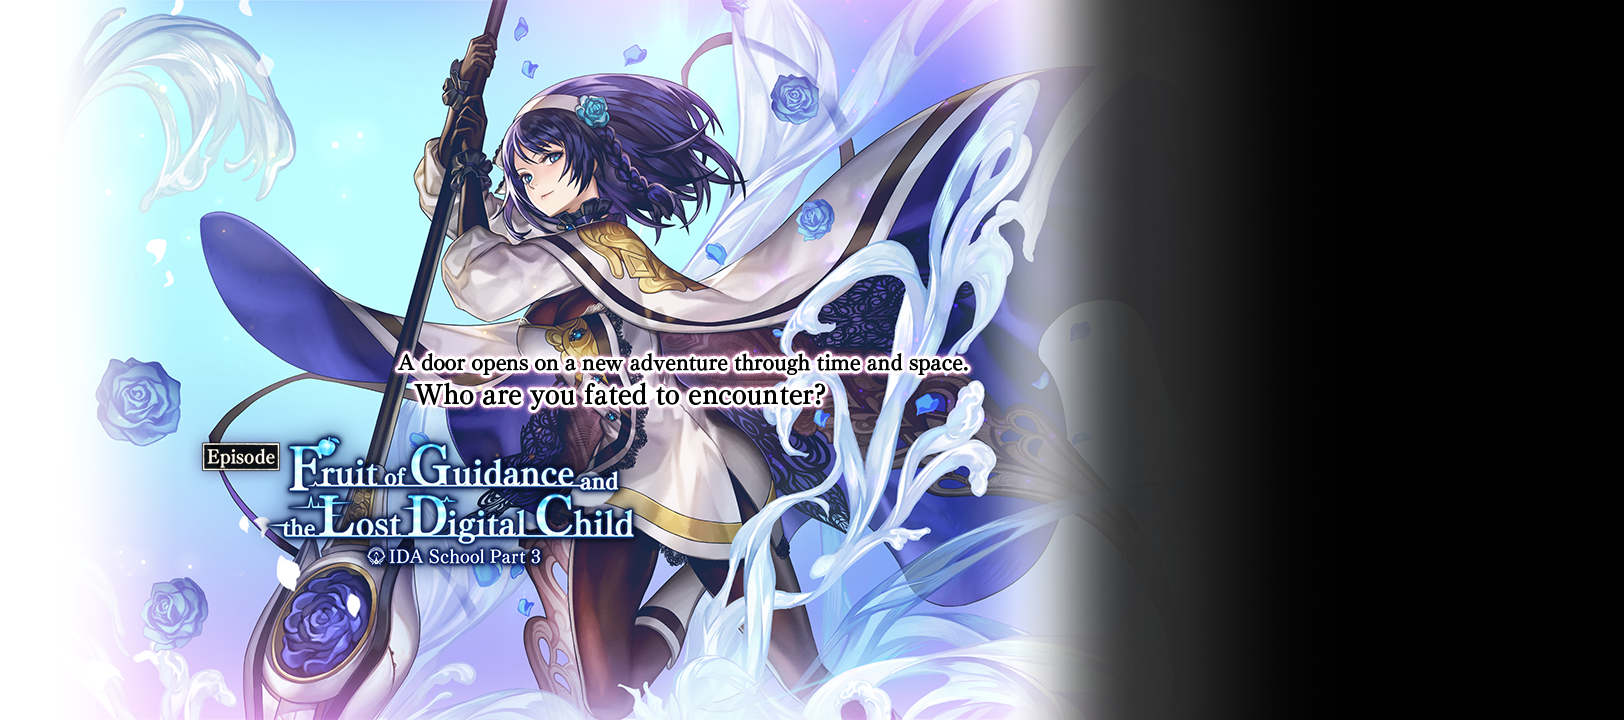 A door opens on a new adventure through time and space.
Who are you fated to encounter?
Episode
Fruit of Guidance and
the Lost Digital Child
IDA School Part 3